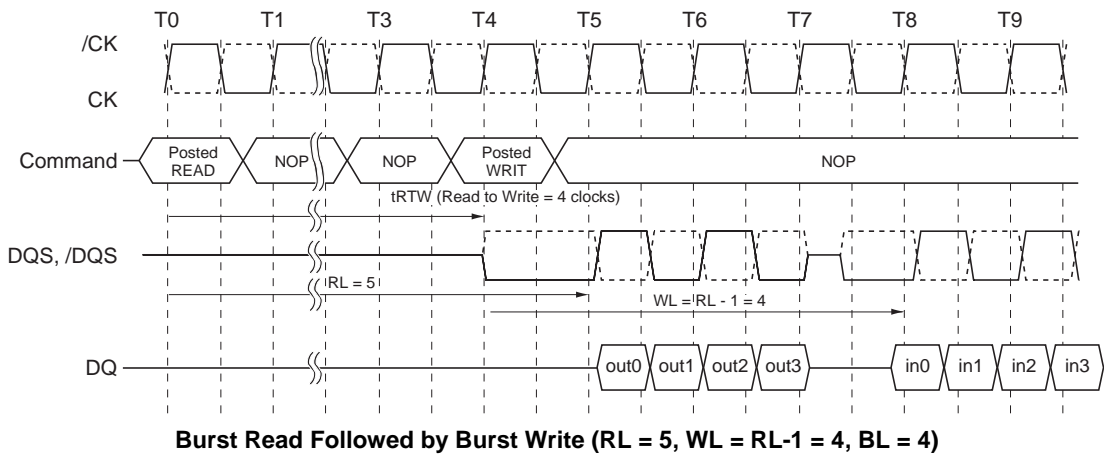 T0 T1 T3 T4 T5 T6 T7 T8 T9
/CK
CK
Command Posted READ NOP NOP Posted WRIT NOP
tRTW (Read to Write = 4 clocks)
DQS, /DQS
RL = 5
WL = RL - 1 = 4
DQ out0 out1 out2 out3 in0 in1 in2 in3
Burst Read Followed by Burst Write (RL = 5, WL = RL-1 = 4, BL = 4)